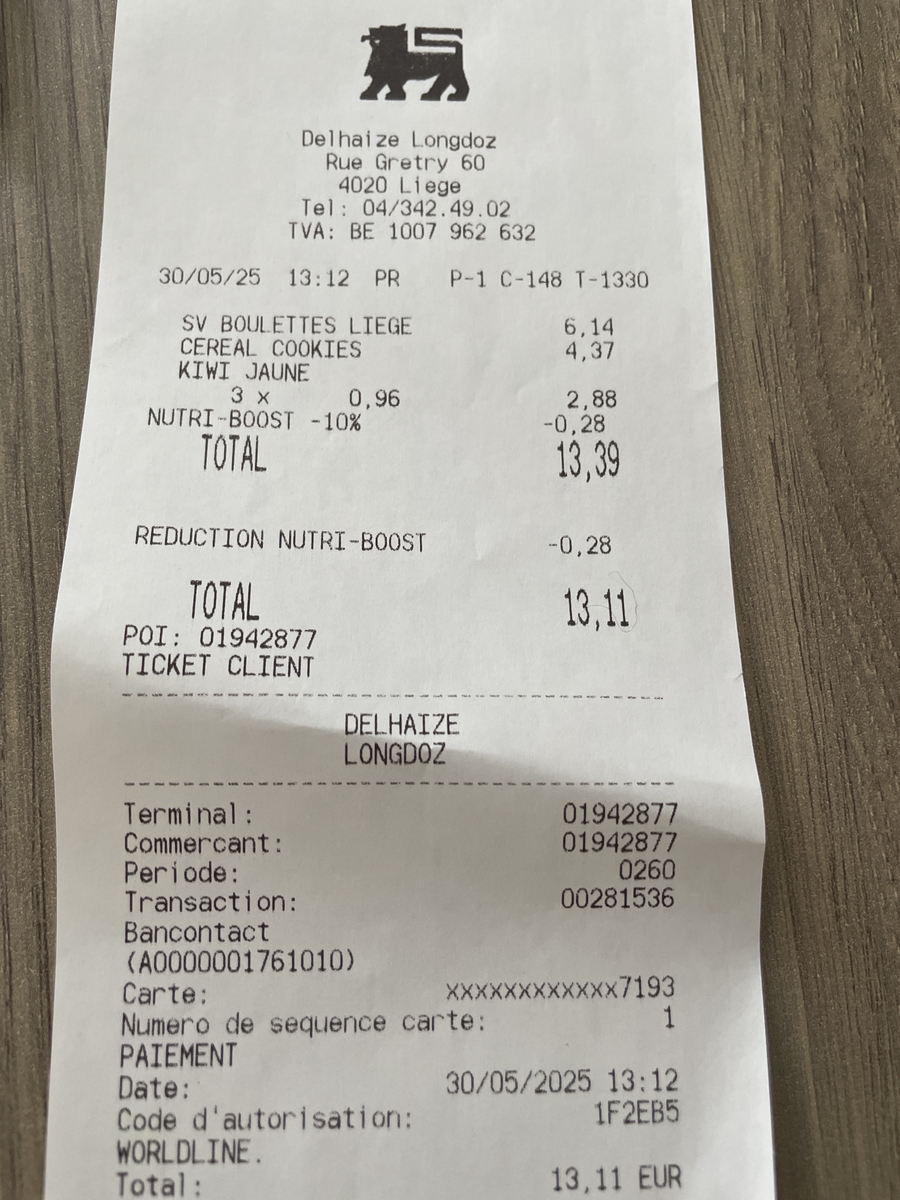 Delhaize Longdoz
Rue Gretry 60
4020 Liege
Tel: 04/342.49.02
TVA: BE 1007 962 632
30/05/25 13:12 PR P-1 C-148 T-1330
SV BOULETTES LIEGE 6,14
CEREAL COOKIES 4,37
KIWI JAUNE
3 x 0,96 2,88
NUTRI-BOOST -10% -0,28
TOTAL 13,39
REDUCTION NUTRI-BOOST -0,28
TOTAL 13,11
POI: 01942877
TICKET CLIENT
DELHAIZE
LONGDOZ
Terminal: 01942877
Commercant: 01942877
Periode: 0260
Transaction: 00281536
Bancontact
(A0000001761010)
Carte: xxxxxxxxxxxx7193
Numero de sequence carte: 1
PAIEMENT
Date: 30/05/2025 13:12
Code d'autorisation: 1F2EB5
WORLDLINE.
Total: 13,11 EUR